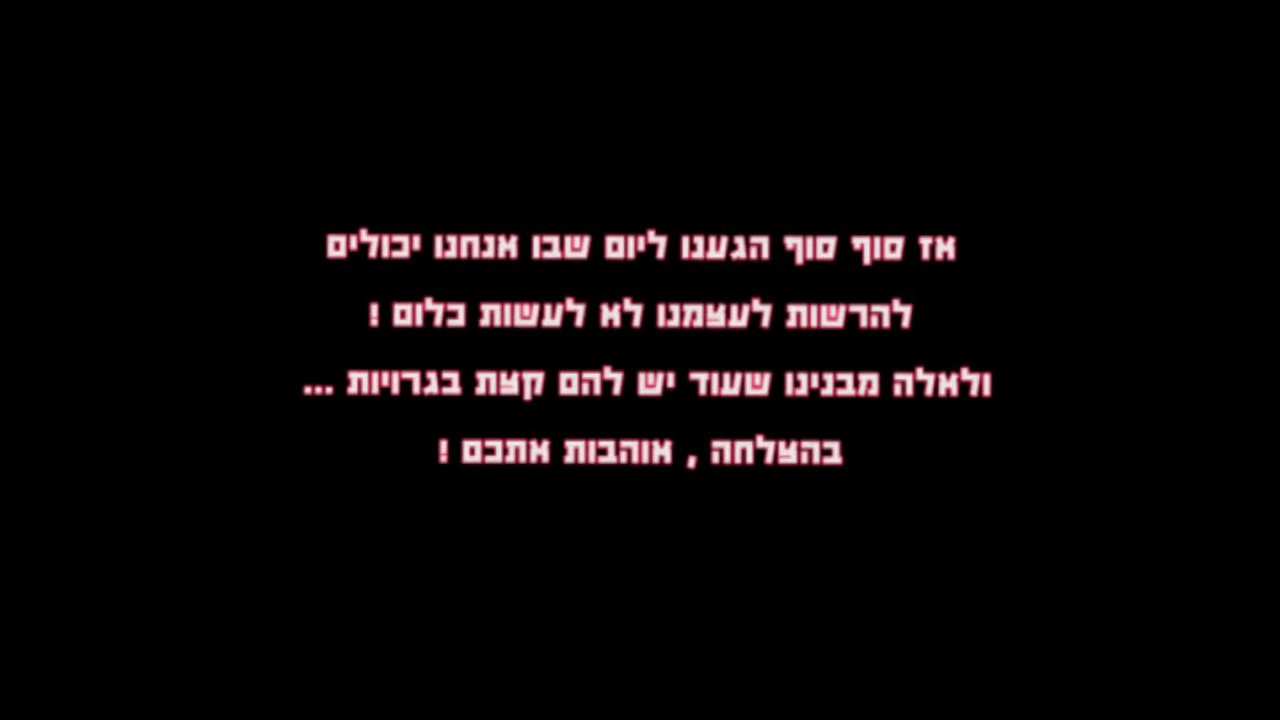 אז סוף סוף הגענו ליום שבו אנחנו יכולים
להרשות לעצמנו לא לעשות כלום !
ולאלה מבנינו שעוד יש להם קצת בגרויות ...
בהצלחה , אוהבות אתכם !